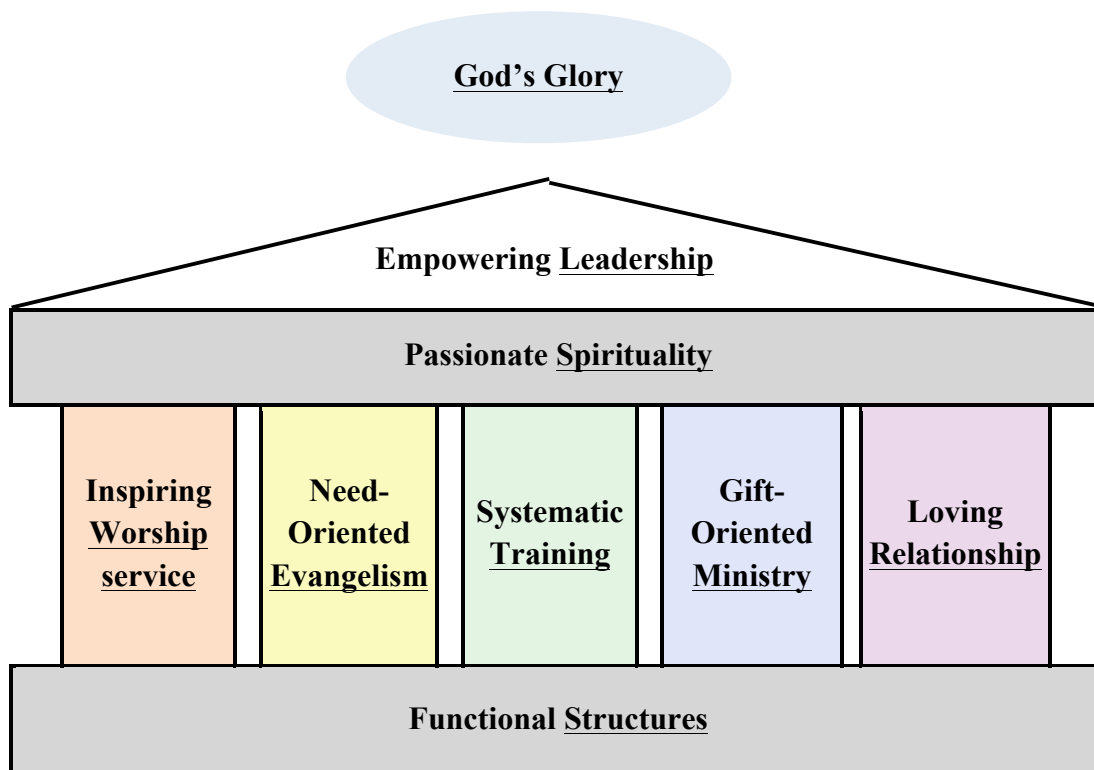 God’s Glory
Empowering Leadership
Passionate Spirituality
Inspiring
Worship
service
Need-
Oriented
Evangelism
Systematic
Training
Gift-
Oriented
Ministry
Loving
Relationship
Functional Structures